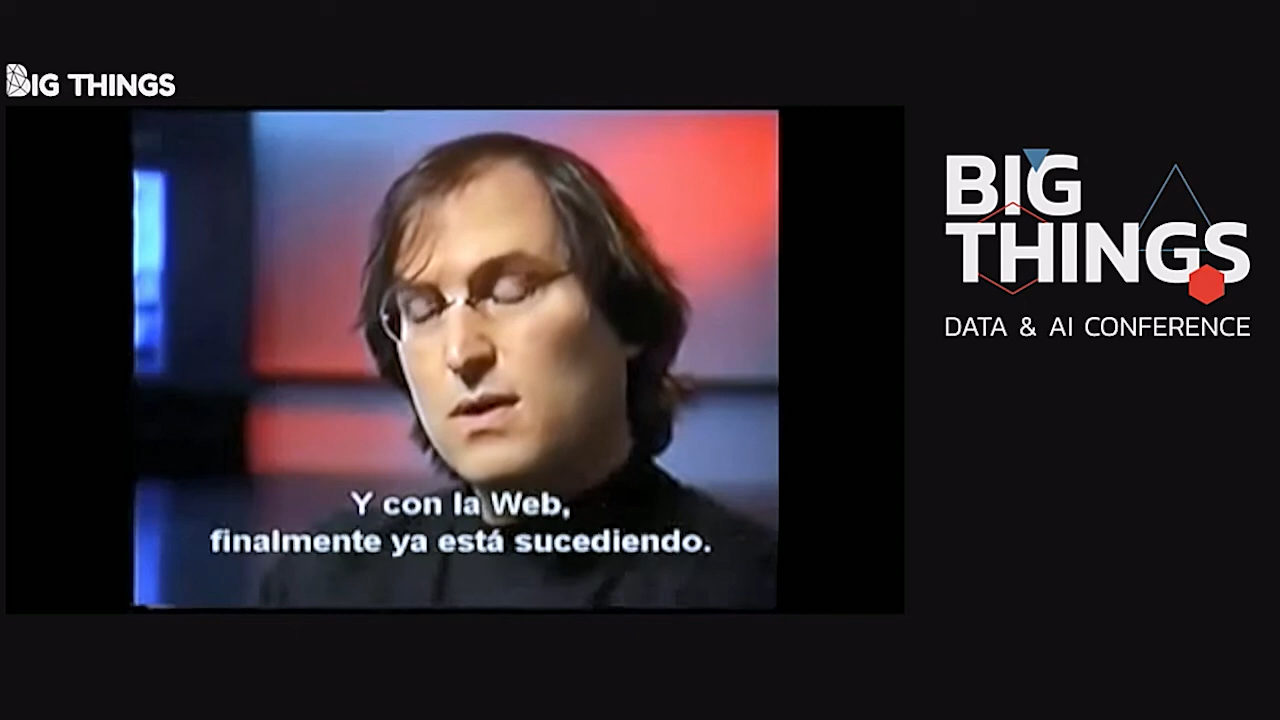 BIG THINGS
BIG
THINGS
DATA & AI CONFERENCE
Y con la Web,
finalmente ya está sucediendo.